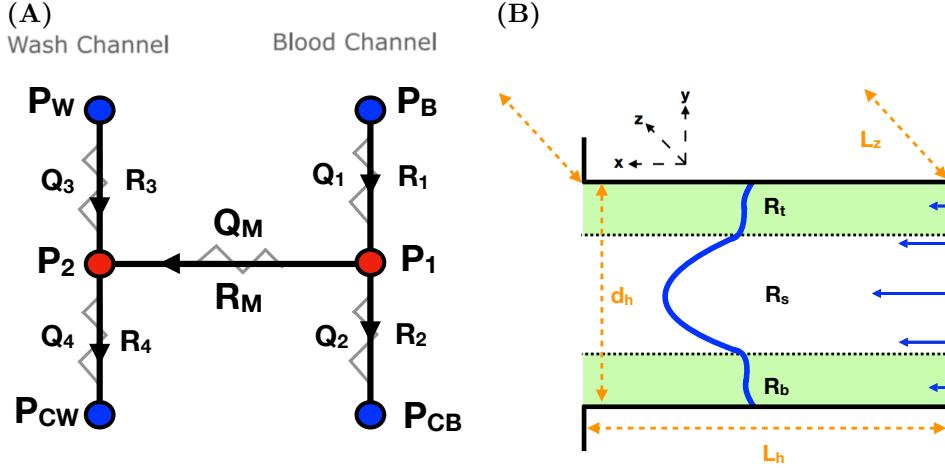 (A)
Wash Channel
Blood Channel
P_W
P_B
Q_3
R_3
Q_1
R_1
Q_M
P_2
P_1
R_M
Q_4
R_4
Q_2
R_2
P_CW
P_CB
(B)
y
z
x
L_z
R_t
d_h
R_s
R_b
L_h